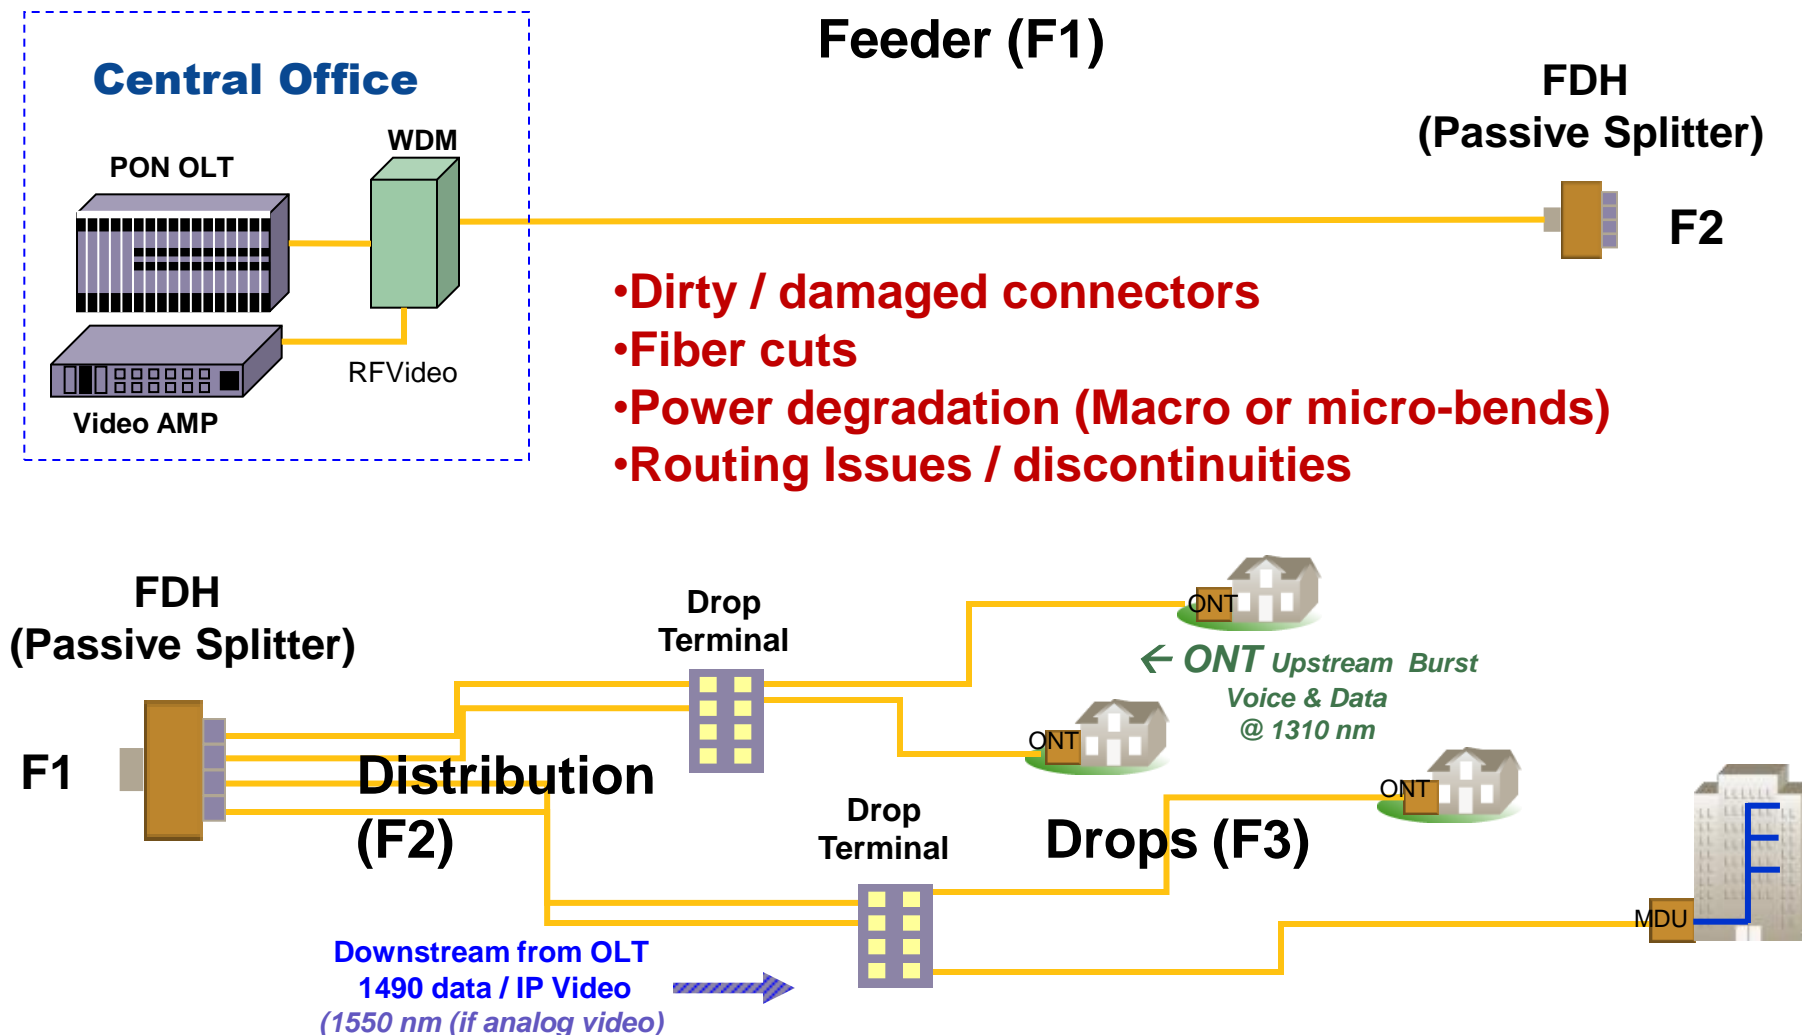 Feeder (F1)
Central Office
WDM
PON OLT
RFVideo
Video AMP
FDH
(Passive Splitter)
F2
•Dirty / damaged connectors
•Fiber cuts
•Power degradation (Macro or micro-bends)
•Routing Issues / discontinuities
FDH
(Passive Splitter)
F1
Distribution
(F2)
Drop
Terminal
ONT
← ONT Upstream Burst
Voice & Data
@ 1310 nm
ONT
Drop
Terminal
Drops (F3)
ONT
MDU
Downstream from OLT
1490 data / IP Video
(1550 nm (if analog video)